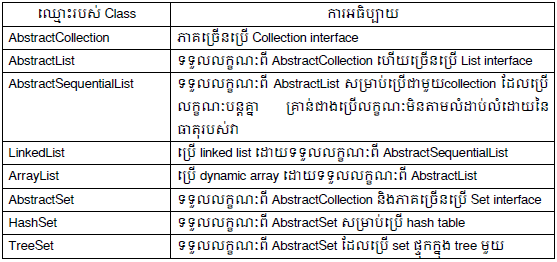 ឈ្មោះរបស់ Class ការអធិប្បាយ
AbstractCollection ភាគច្រើនប្រើ Collection interface
AbstractList ទទួលលក្ខណៈពី AbstractCollection ហើយច្រើនប្រើ List interface
AbstractSequentialList ទទួលលក្ខណៈពី AbstractList សម្រាប់ប្រើជាមួយcollection ដែលប្រើ
លក្ខណៈបន្តគ្នា គ្រាន់ជាងប្រើលក្ខណៈមិនតាមលំដាប់លំដោយនៃ
ធាតុរបស់វា
LinkedList ប្រើ linked list ដោយទទួលលក្ខណៈពី AbstractSequentialList
ArrayList ប្រើ dynamic array ដោយទទួលលក្ខណៈពី AbstractList
AbstractSet ទទួលលក្ខណៈពី AbstractCollection និងភាគច្រើនប្រើ Set interface
HashSet ទទួលលក្ខណៈពី AbstractSet សម្រាប់ប្រើ hash table
TreeSet ទទួលលក្ខណៈពី AbstractSet ដែលប្រើ set ផ្ទុកក្នុង tree មួយ